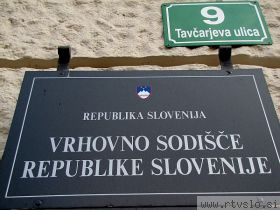 9
Tavčarjeva ulica
REPUBLIKA SLOVENIJA
VRHOVNO SODIŠČE
REPUBLIKE SLOVENIJE
www.rtvslo.si